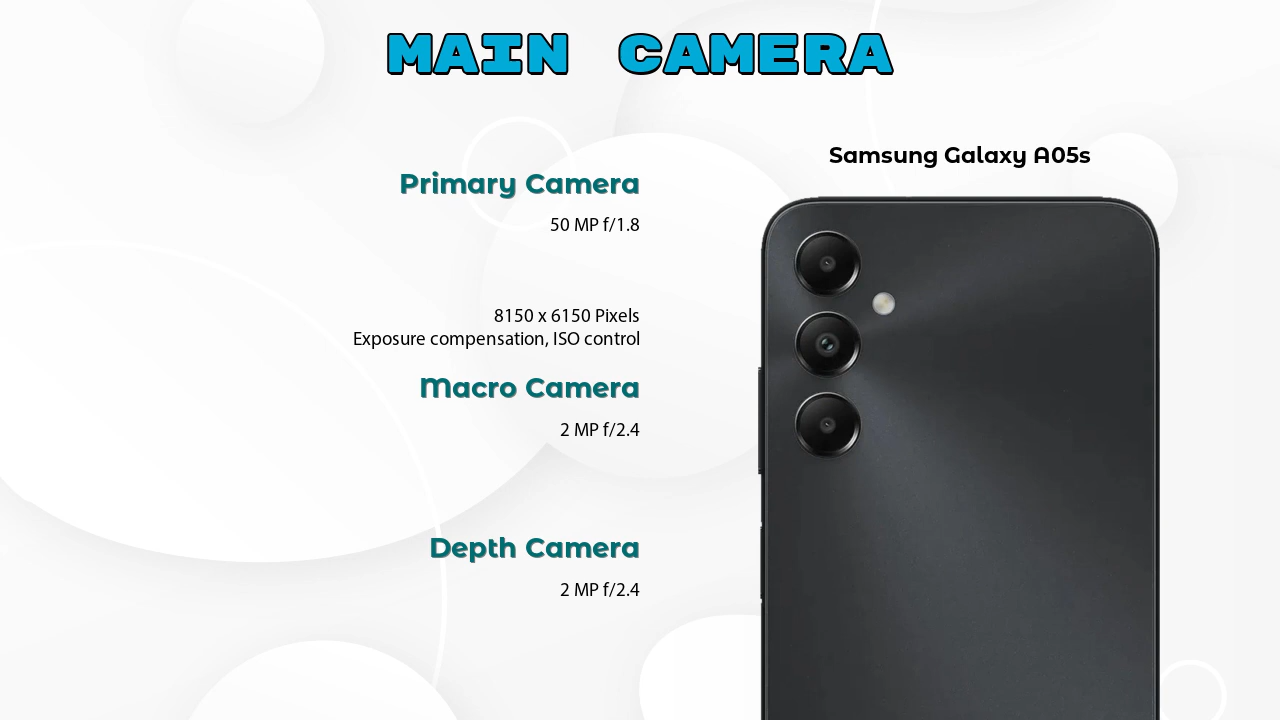 MAIN CAMERA
Samsung Galaxy A05s
Primary Camera
50 MP f/1.8
8150 x 6150 Pixels
Exposure compensation, ISO control
Macro Camera
2 MP f/2.4
Depth Camera
2 MP f/2.4